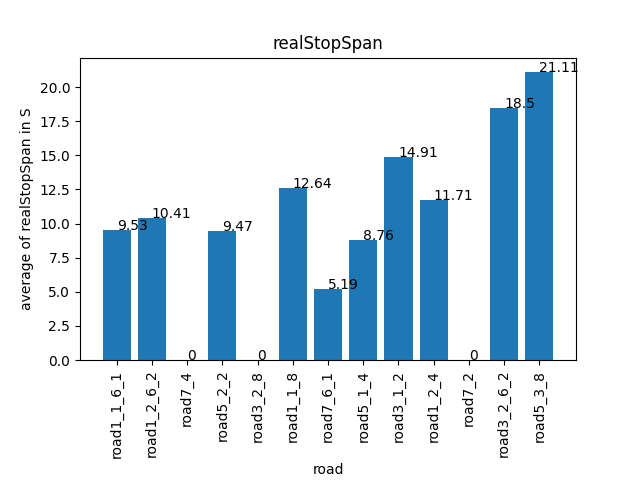 realStopSpan
average of realStopSpan in S
20.0
17.5
15.0
12.5
10.0
7.5
5.0
2.5
0.0
9.53
10.41
0
9.47
0
12.64
5.19
8.76
14.91
11.71
0
18.5
21.11
road1_1_6_1
road1_2_6_2
road7_4
road5_2_2
road3_2_8
road1_1_8
road7_6_1
road5_1_4
road3_1_2
road1_2_4
road7_2
road3_2_6_2
road5_3_8
road